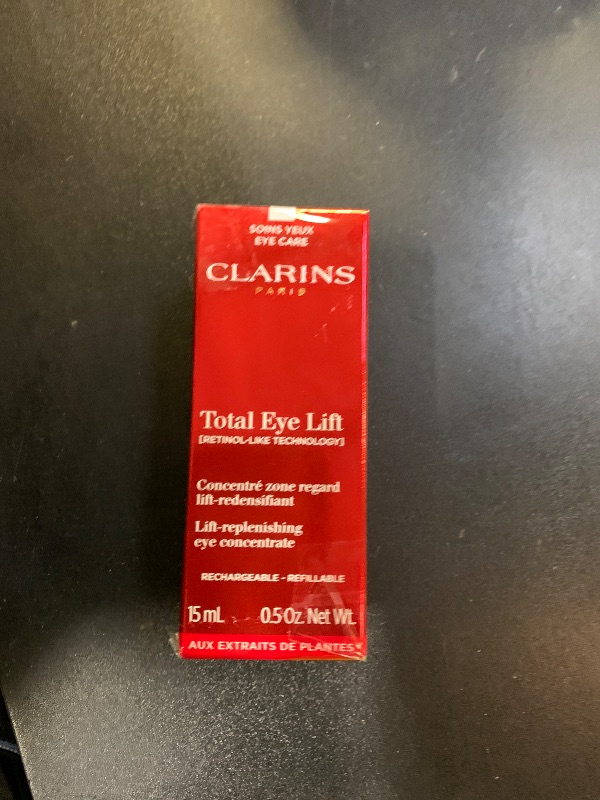 SOINS YEUX
EYE CARE
CLARINS
PARIS
Total Eye Lift
[RETINOL-LIKE TECHNOLOGY]
Concentré zone regard
lift-redensifiant
Lift-replenishing
eye concentrate
RECHARGEABLE - REFILLABLE
15 mL 0.5 Oz. Net Wt.
AUX EXTRAITS DE PLANTES